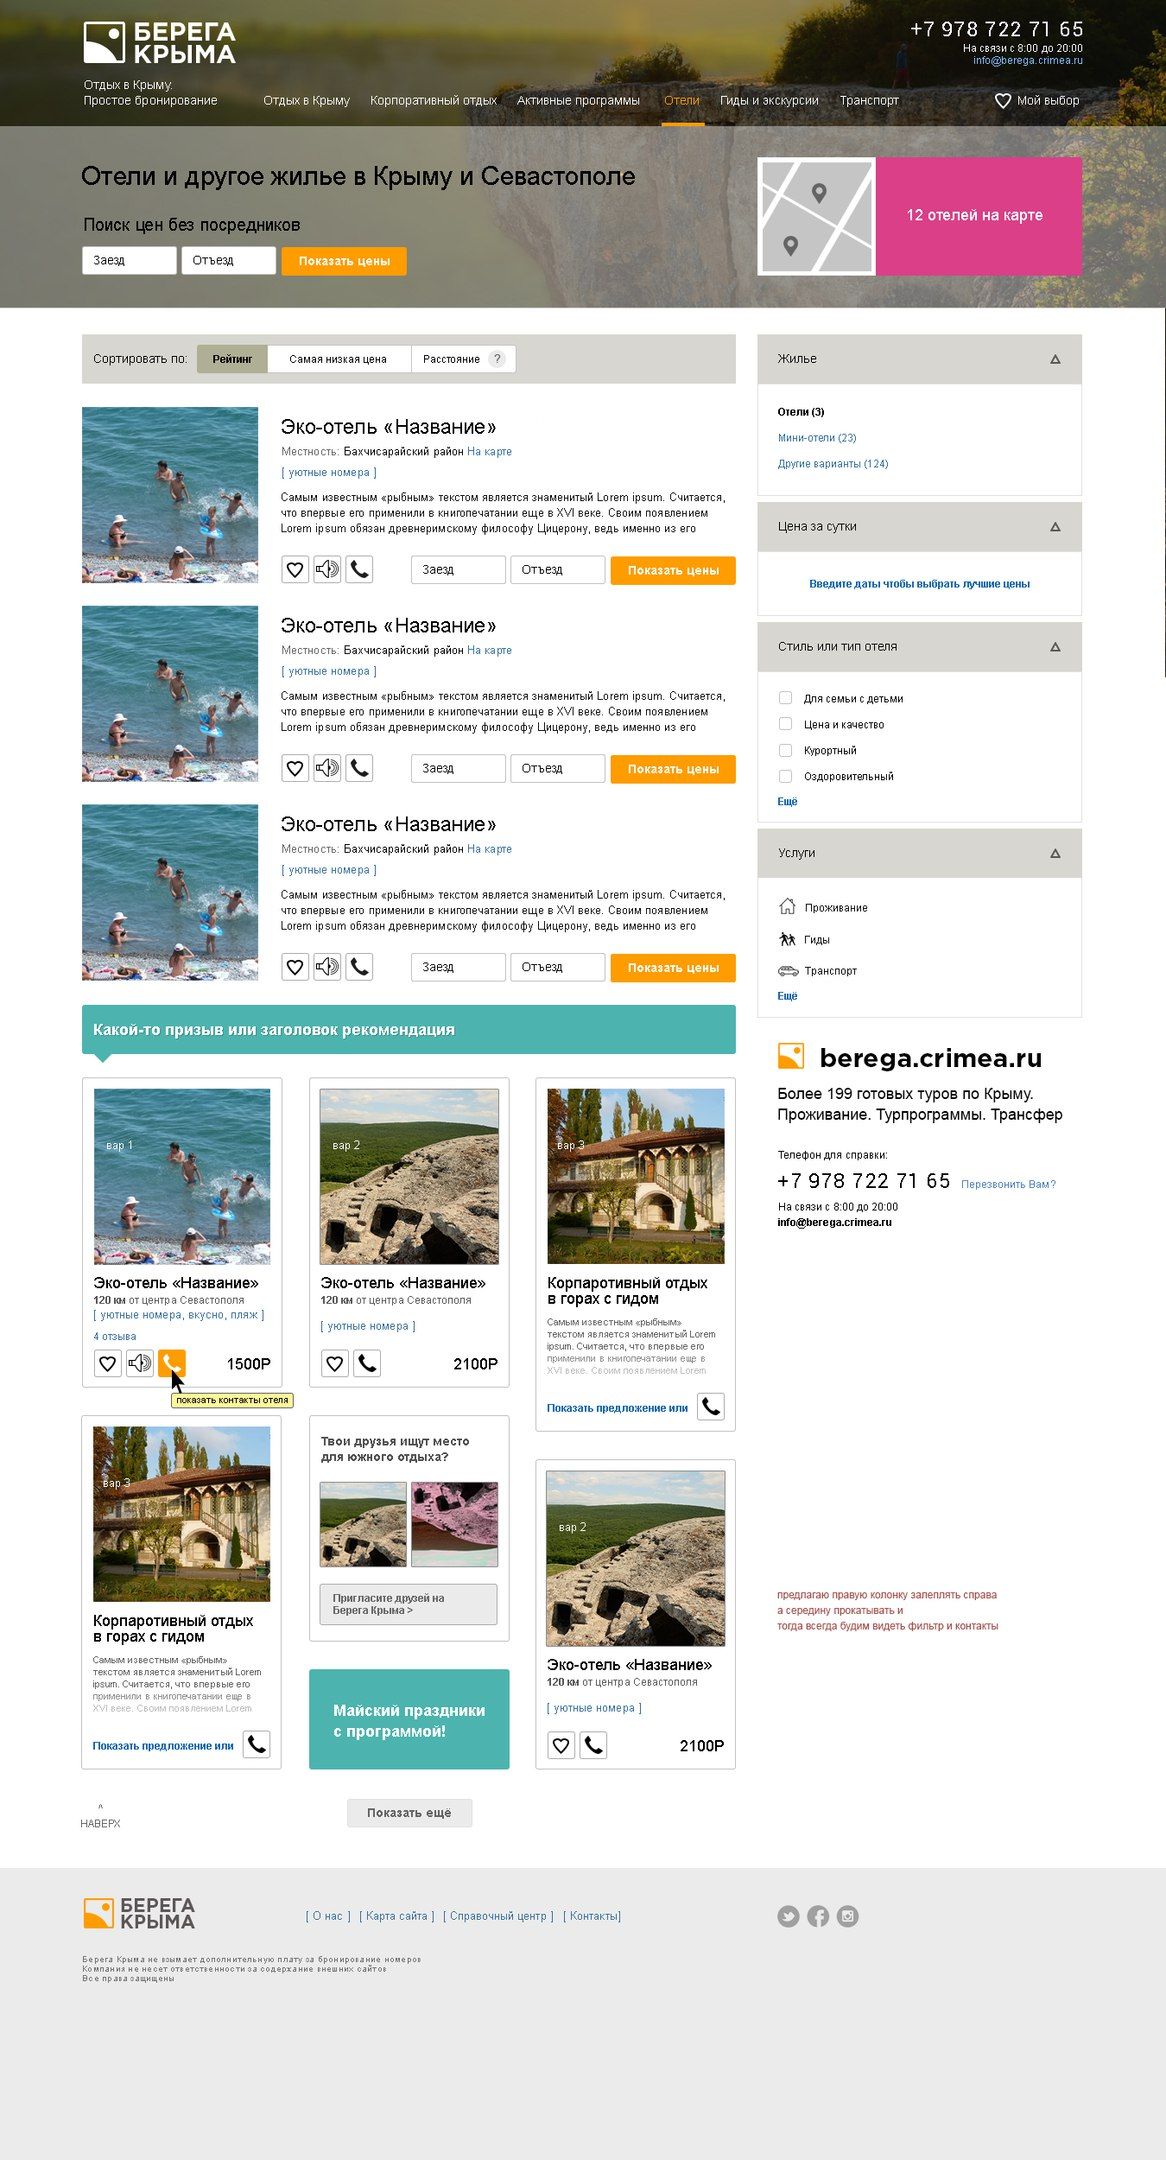 БЕРЕГА
КРЫМА
+7 978 722 71 65
На связи с 8:00 до 20:00
info@berega.crimea.ru
Отдых в Крыму.
Простое бронирование
Отдых в Крыму Корпоративный отдых Активные программы Отели Гиды и экскурсии Транспорт Мой выбор
Отели и другое жилье в Крыму и Севастополе
Поиск цен без посредников
Заезд Отъезд Показать цены
12 отелей на карте
Сортировать по: Рейтинг Самая низкая цена Расстояние ?
Эко-отель «Название»
Местность: Бахчисарайский район На карте
[ уютные номера ]
Самым известным «рыбным» текстом является знаменитый Lorem ipsum. Считается,
что впервые его применили в книгопечатании еще в XVI веке. Своим появлением
Lorem ipsum обязан древнеримскому философу Цицерону, ведь именно из его
Заезд Отъезд Показать цены
Эко-отель «Название»
Местность: Бахчисарайский район На карте
[ уютные номера ]
Самым известным «рыбным» текстом является знаменитый Lorem ipsum. Считается,
что впервые его применили в книгопечатании еще в XVI веке. Своим появлением
Lorem ipsum обязан древнеримскому философу Цицерону, ведь именно из его
Заезд Отъезд Показать цены
Эко-отель «Название»
Местность: Бахчисарайский район На карте
[ уютные номера ]
Самым известным «рыбным» текстом является знаменитый Lorem ipsum. Считается,
что впервые его применили в книгопечатании еще в XVI веке. Своим появлением
Lorem ipsum обязан древнеримскому философу Цицерону, ведь именно из его
Заезд Отъезд Показать цены
Жилье
Отели (3)
Мини-отели (23)
Другие варианты (124)
Цена за сутки
Введите даты чтобы выбрать лучшие цены
Стиль или тип отеля
Для семьи с детьми
Цена и качество
Курортный
Оздоровительный
Ещё
Услуги
Проживание
Гиды
Транспорт
Ещё
berega.crimea.ru
Более 199 готовых туров по Крыму.
Проживание. Турпрограммы. Трансфер
Телефон для справки:
+7 978 722 71 65 Перезвонить Вам?
На связи с 8:00 до 20:00
info@berega.crimea.ru
Какой-то призыв или заголовок рекомендация
вар 1
Эко-отель «Название»
120 км от центра Севастополя
[ уютные номера, вкусно, пляж ]
4 отзыва
1500Р
показать контакты отеля
вар 2
Эко-отель «Название»
120 км от центра Севастополя
[ уютные номера ]
2100Р
вар 3
Корпаротивный отдых
в горах с гидом
Самым известным «рыбным»
текстом является знаменитый Lorem
ipsum. Считается, что впервые его
применили в книгопечатании еще в
XVI веке. Своим появлением Lorem
Показать предложение или
вар 3
Корпаротивный отдых
в горах с гидом
Самым известным «рыбным»
текстом является знаменитый Lorem
ipsum. Считается, что впервые его
применили в книгопечатании еще в
XVI веке. Своим появлением Lorem
Показать предложение или
Твои друзья ищут место
для южного отдыха?
Пригласите друзей на
Берега Крыма >
Майский праздники
с программой!
вар 2
Эко-отель «Название»
120 км от центра Севастополя
[ уютные номера ]
2100Р
предлагаю правую колонку залеплять справа
а середину прокатывать и
тогда всегда будим видеть фильтр и контакты
^
НАВЕРХ
Показать ещё
БЕРЕГА
КРЫМА
[ О нас ] [ Карта сайта ] [ Справочный центр ] [ Контакты]
Берега Крыма не взымает дополнительную плату за бронирование номеров
Компания не несет ответственности за содержание внешних сайтов
Все права защищены